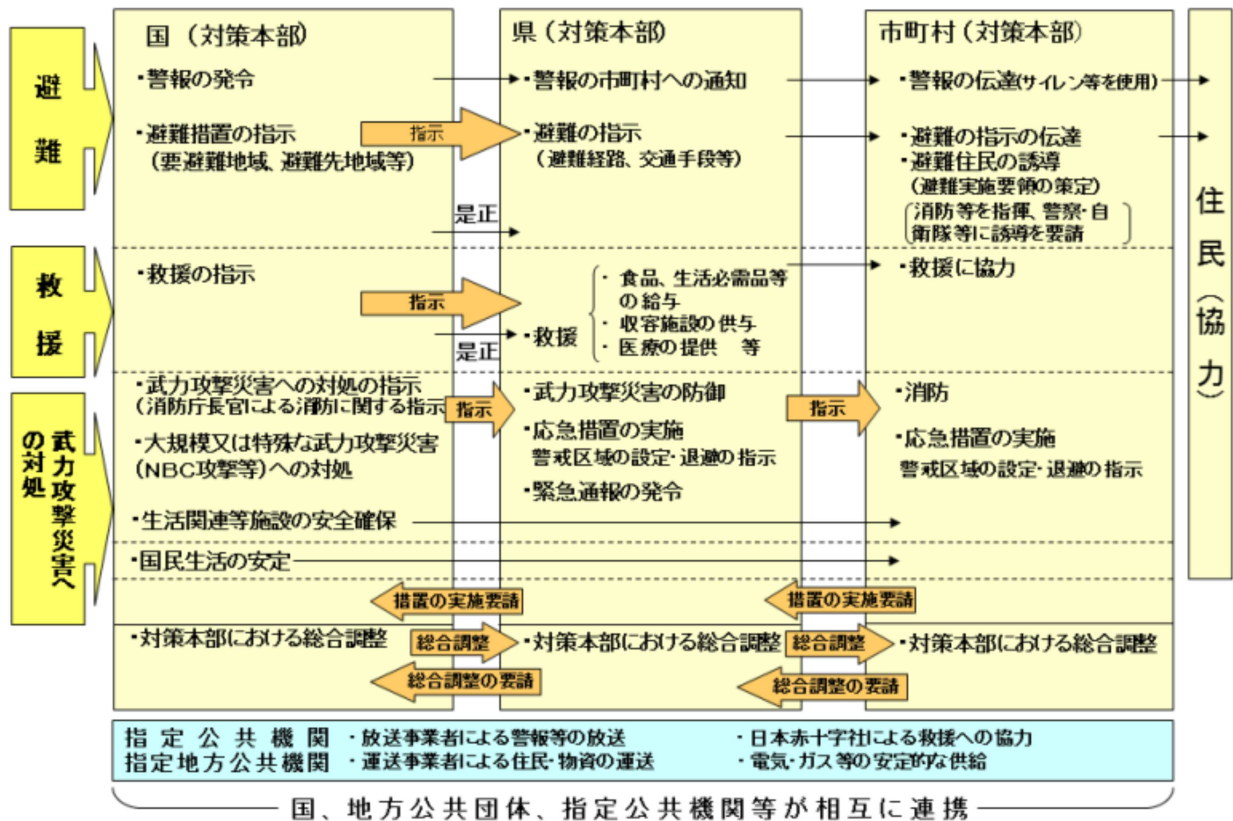 避難
国（対策本部）
・警報の発令
・避難措置の指示
（要避難地域、避難先地域等）
指示
是正
県（対策本部）
・警報の市町村への通知
・避難の指示
（避難経路、交通手段等）
市町村（対策本部）
・警報の伝達（サイレン等を使用）
・避難の指示の伝達
・避難住民の誘導
（避難実施要領の策定）
（消防等を指揮、警察・自
衛隊等に誘導を要請）
住民（協力）
救援
・救援の指示
指示
是正
・救援
・食品、生活必需品等
の給与
・収容施設の供与
・医療の提供　等
・救援に協力
武力攻撃災害へ
の対処
・武力攻撃災害への対処の指示
（消防庁長官による消防に関する指示
指示
・大規模又は特殊な武力攻撃災害
（NBC攻撃等）への対処
・武力攻撃災害の防御
・応急措置の実施
警戒区域の設定・退避の指示
・緊急通報の発令
指示
・消防
・応急措置の実施
警戒区域の設定・退避の指示
・生活関連等施設の安全確保
・国民生活の安定
措置の実施要請
措置の実施要請
・対策本部における総合調整
総合調整
・対策本部における総合調整
総合調整
・対策本部における総合調整
総合調整の要請
総合調整の要請
指定公共機関　・放送事業者による警報等の放送　・日本赤十字社による救援への協力
指定地方公共機関　・運送事業者による住民・物資の運送　・電気・ガス等の安定的な供給
国、地方公共団体、指定公共機関等が相互に連携